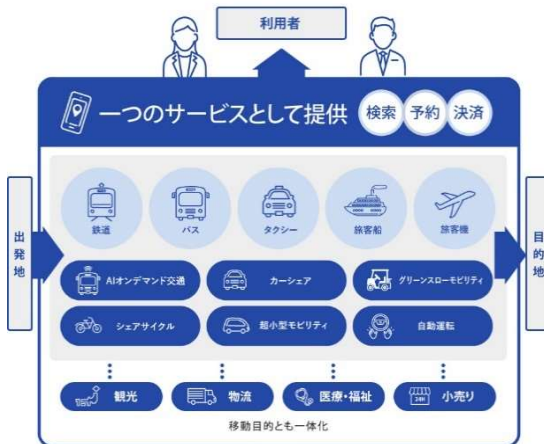 利用者
一つのサービスとして提供
検索
予約
決済
出発地
目的地
鉄道
バス
タクシー
旅客船
旅客機
AIオンデマンド交通
カーシェア
グリーンスローモビリティ
シェアサイクル
超小型モビリティ
自動運転
観光
物流
医療・福祉
24H
小売り
移動目的とも一体化